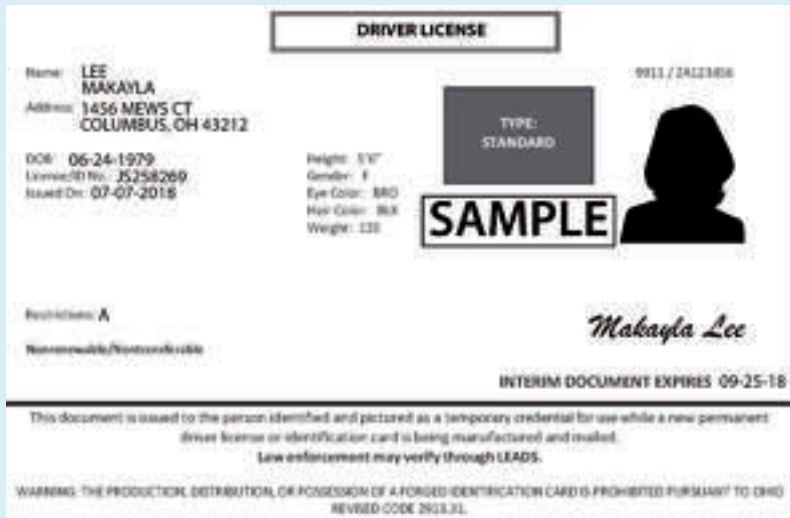 DRIVER LICENSE
Name: LEE
MAKAYLA
Address: 1456 MEWS CT
COLUMBUS, OH 43212
DOB: 06-24-1979
License/ID No.: JS258269
Issued On: 07-07-2018
Height: 5'6"
Gender: F
Eye Color: BRO
Hair Color: BLK
Weight: 120
TYPE:
STANDARD
SAMPLE
Restrictions: A
Nonrenewable/Nontransferable
Makayla Lee
INTERIM DOCUMENT EXPIRES 09-25-18
This document is issued to the person identified and pictured as a temporary credential for use while a new permanent
driver license or identification card is being manufactured and mailed.
Law enforcement may verify through LEADS.
WARNING: THE PRODUCTION, DISTRIBUTION, OR POSSESSION OF A FORGED IDENTIFICATION CARD IS PROHIBITED PURSUANT TO OHIO
REVISED CODE 2913.31.